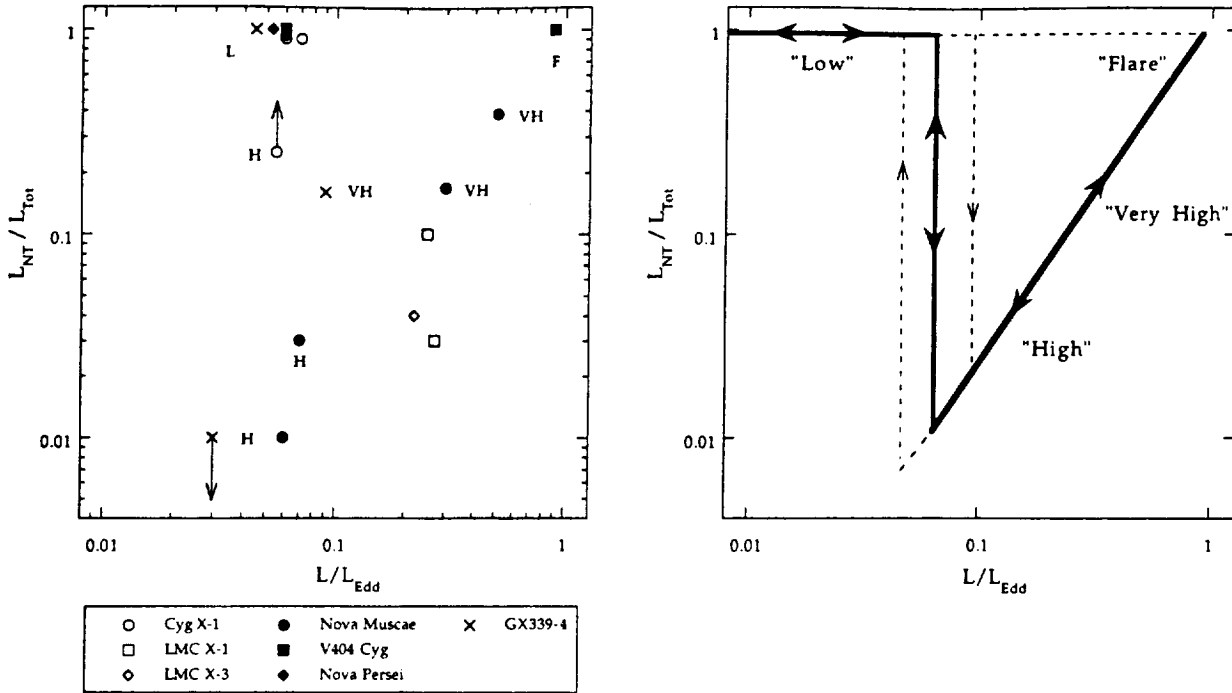 1
0.1
0.01
L_NT / L_Tot
L
F
VH
H
VH
VH
H
H
0.01
0.1
1
L/L_Edd
Cyg X-1
Nova Muscae
GX339-4
LMC X-1
V404 Cyg
LMC X-3
Nova Persei
1
0.1
0.01
L_NT / L_Tot
"Low"
"Flare"
"Very High"
"High"
0.01
0.1
1
L/L_Edd